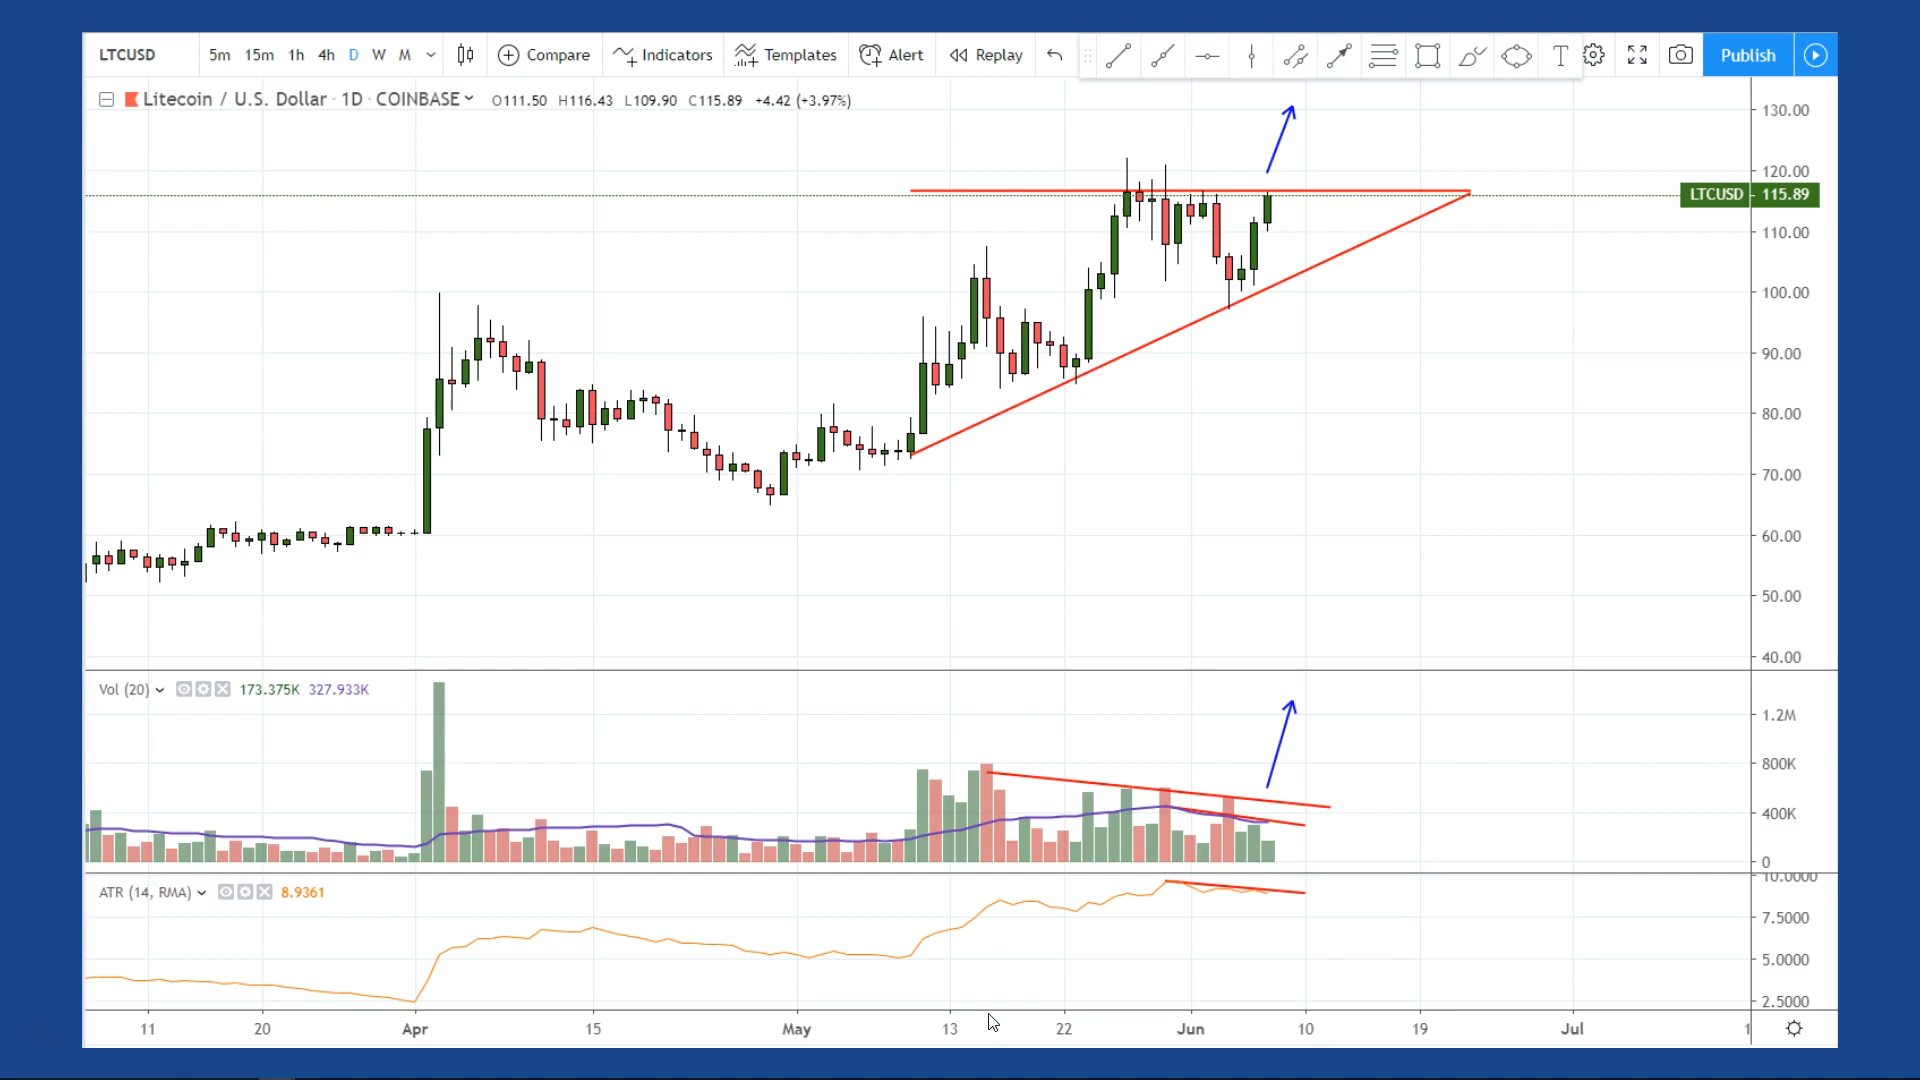 LTCUSD 5m 15m 1h 4h D W M Compare Indicators Templates Alert Replay T Publish
Litecoin / U.S. Dollar · 1D · COINBASE O111.50 H116.43 L109.90 C115.89 +4.42 (+3.97%)
130.00
120.00
LTCUSD 115.89
110.00
100.00
90.00
80.00
70.00
60.00
50.00
40.00
Vol (20) 173.375K 327.933K
1.2M
800K
400K
0
10.0000
ATR (14, RMA) 8.9361
7.5000
5.0000
2.5000
11 20 Apr 15 May 13 22 Jun 10 19 Jul 1